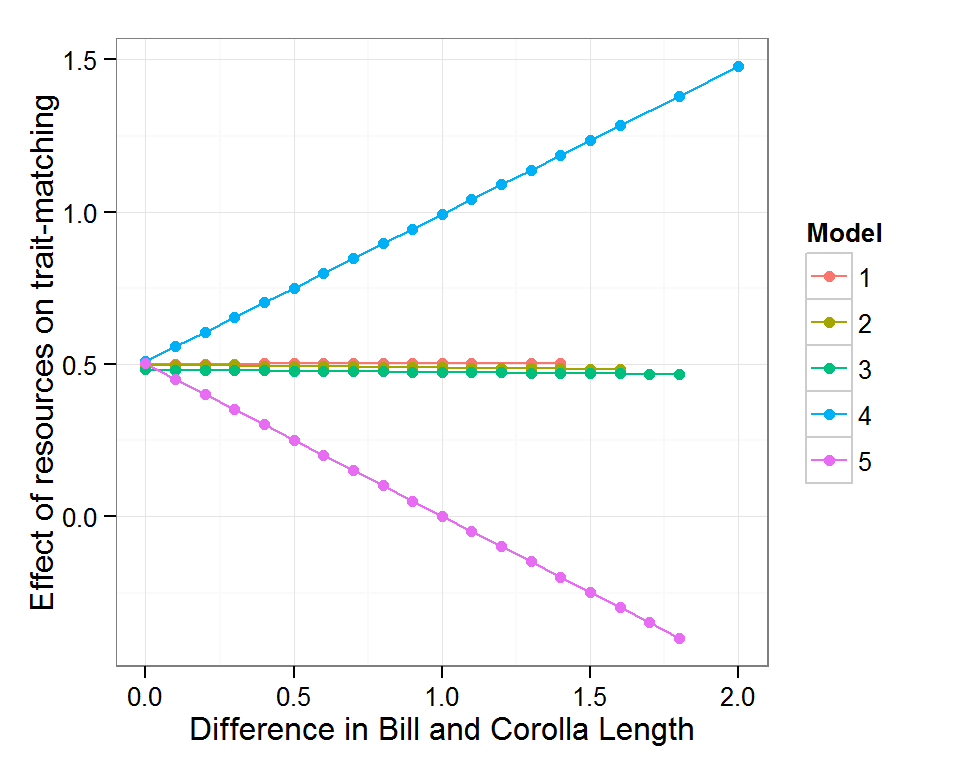 Effect of resources on trait-matching
1.5
1.0
0.5
0.0
0.0 0.5 1.0 1.5 2.0
Difference in Bill and Corolla Length
Model
1
2
3
4
5